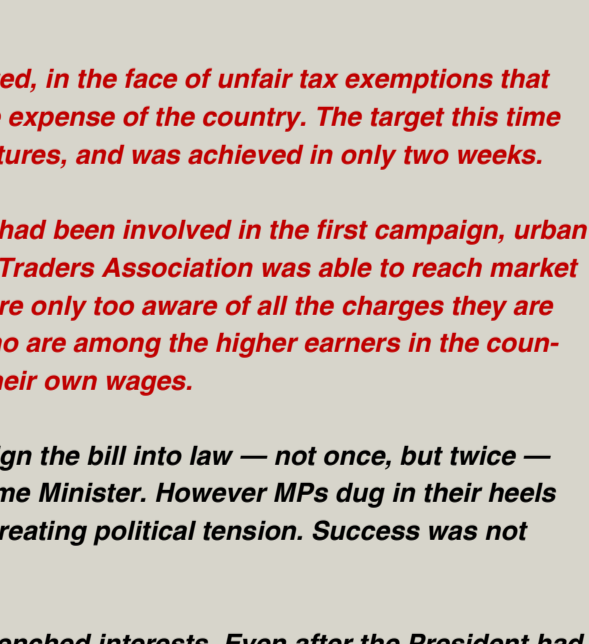 ed, in the face of unfair tax exemptions that
expense of the country. The target this time
tures, and was achieved in only two weeks.
had been involved in the first campaign, urban
Traders Association was able to reach market
re only too aware of all the charges they are
o are among the higher earners in the coun-
heir own wages.
ign the bill into law — not once, but twice —
me Minister. However MPs dug in their heels
reating political tension. Success was not
enched interests. Even after the President had